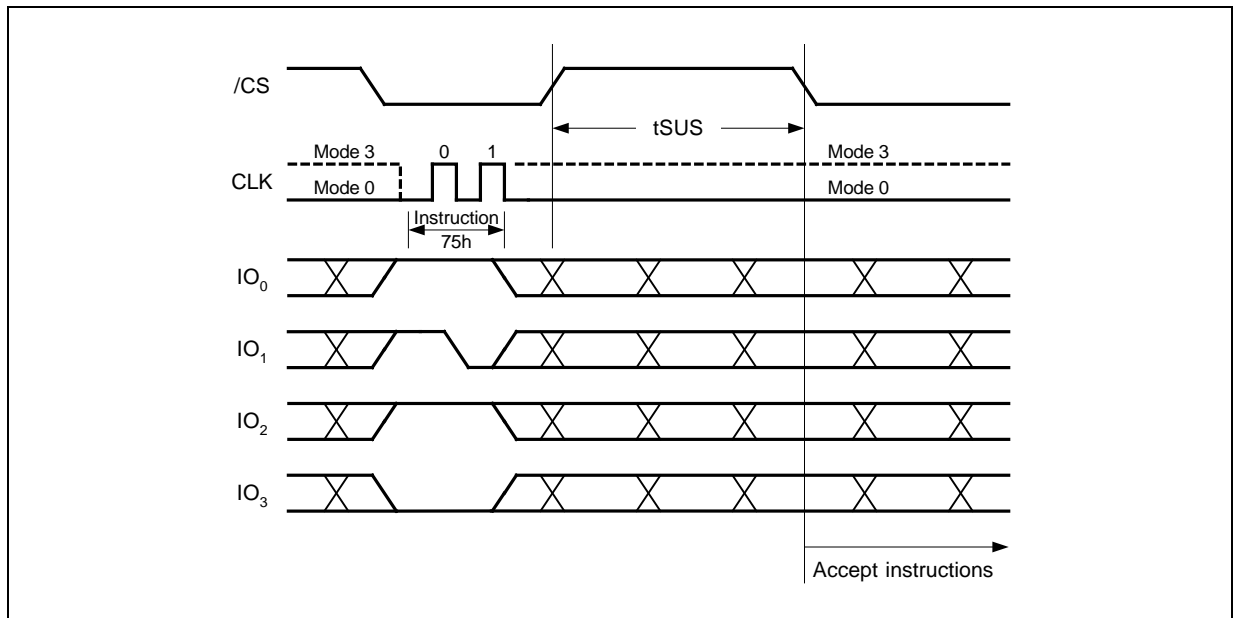 /CS
tSUS
Mode 3 0 1 Mode 3
CLK
Mode 0 Mode 0
Instruction
75h
IO0
IO1
IO2
IO3
Accept instructions